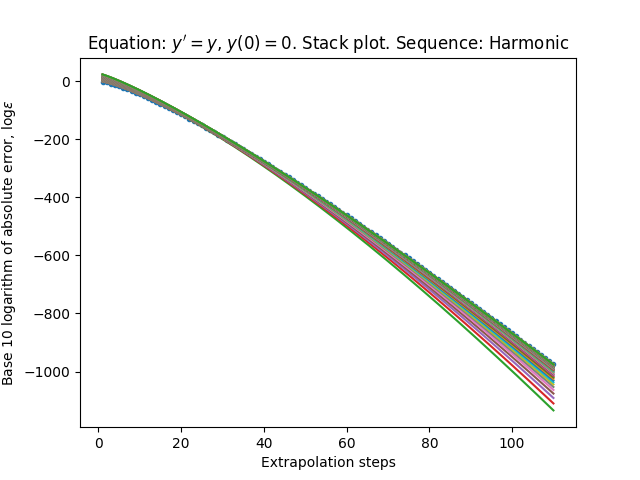 Equation: y′ = y, y(0) = 0. Stack plot. Sequence: Harmonic
Base 10 logarithm of absolute error, logε
0
−200
−400
−600
−800
−1000
0 20 40 60 80 100
Extrapolation steps